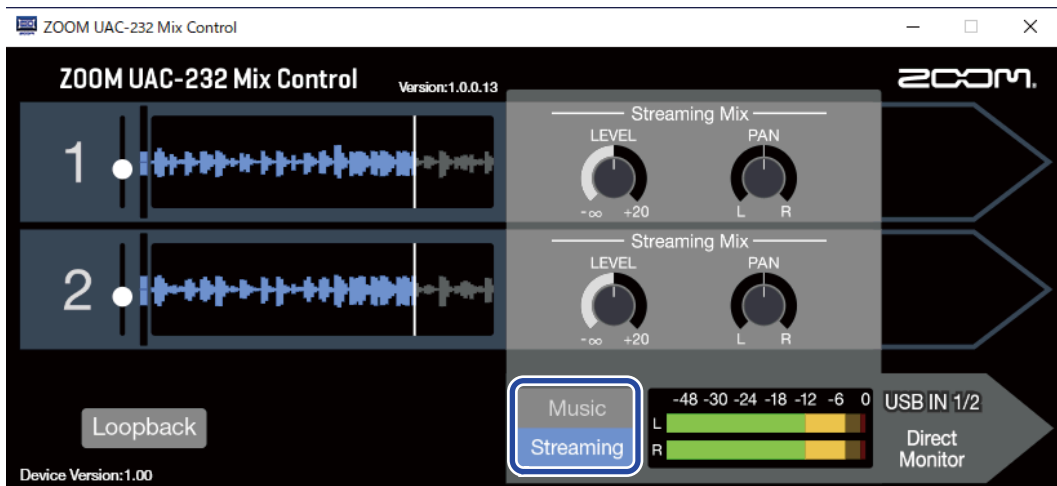 ZOOM UAC-232 Mix Control
ZOOM UAC-232 Mix Control
Version:1.0.0.13
zoom.
1
Streaming Mix
LEVEL PAN
-∞ +20 L R
2
Streaming Mix
LEVEL PAN
-∞ +20 L R
Loopback
Music
Streaming
-48 -30 -24 -18 -12 -6 0
L
R
USB IN 1/2
Direct
Monitor
Device Version:1.00